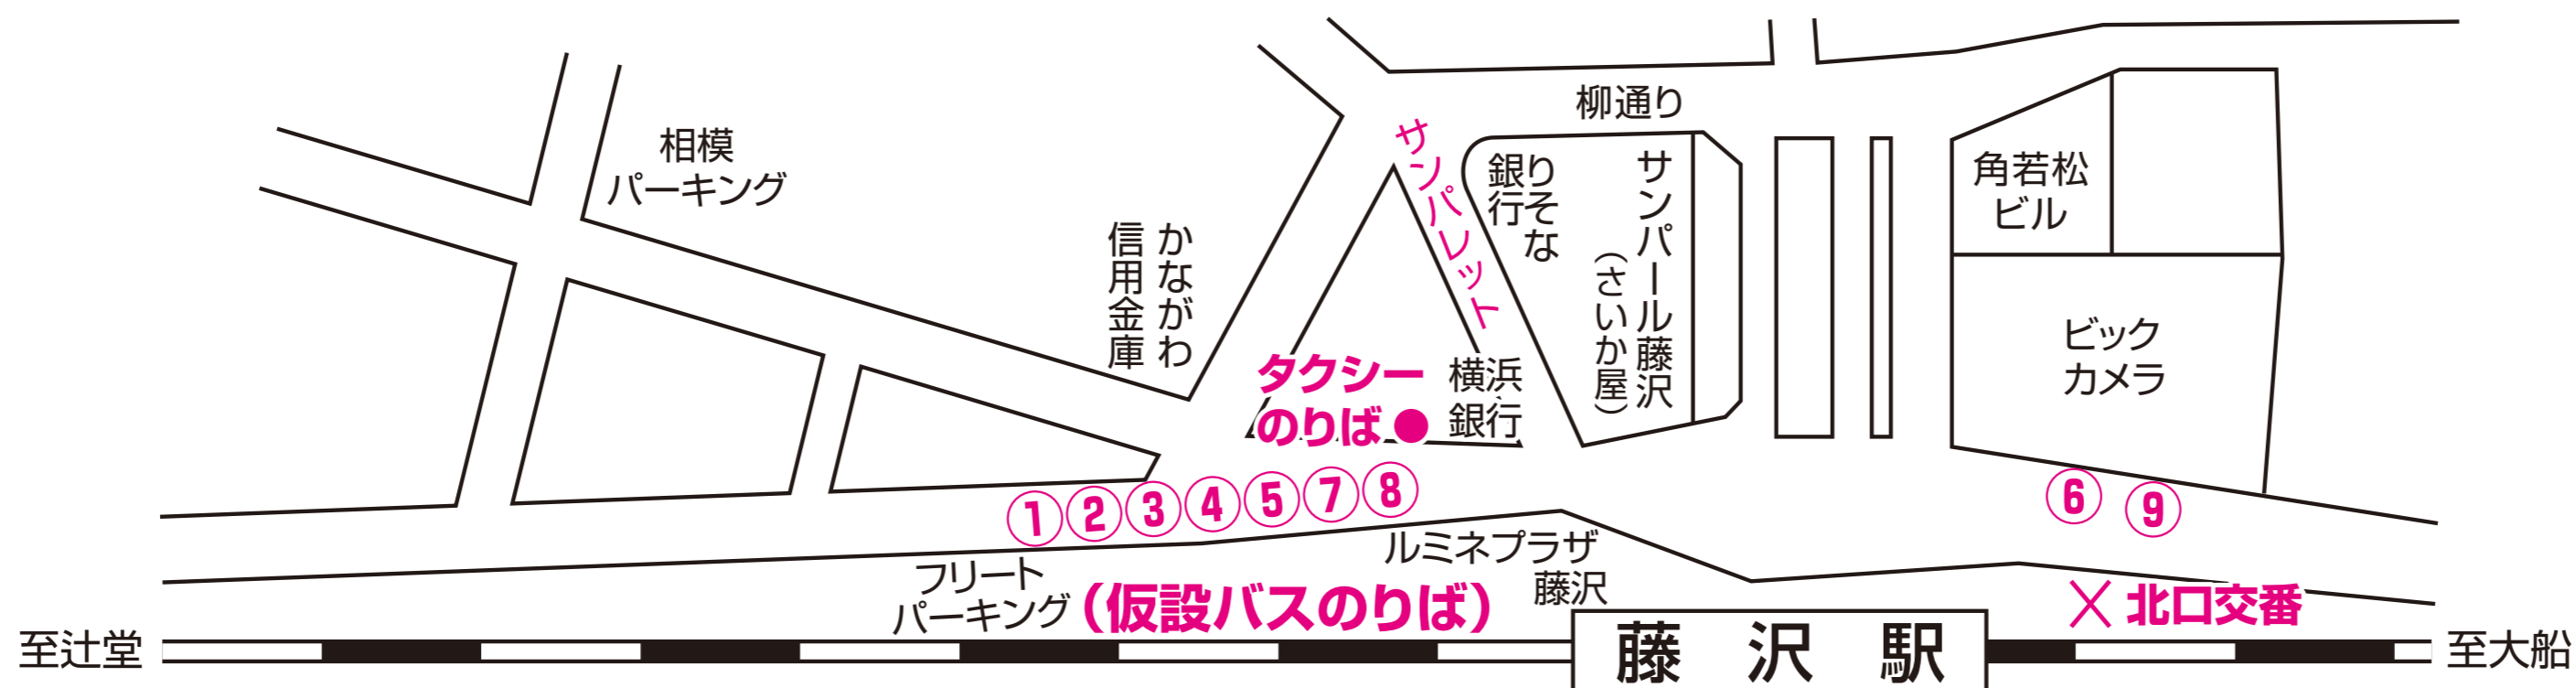 柳通り
相模
パーキング
サンパレット
りそな
銀行
サンパール藤沢
(さいか屋)
角若松
ビル
かながわ
信用金庫
ビック
カメラ
タクシー
のりば
横浜
銀行
①②③④⑤⑦⑧
⑥⑨
ルミネプラザ
藤沢
フリート
パーキング
(仮設バスのりば)
北口交番
至辻堂
藤沢駅
至大船